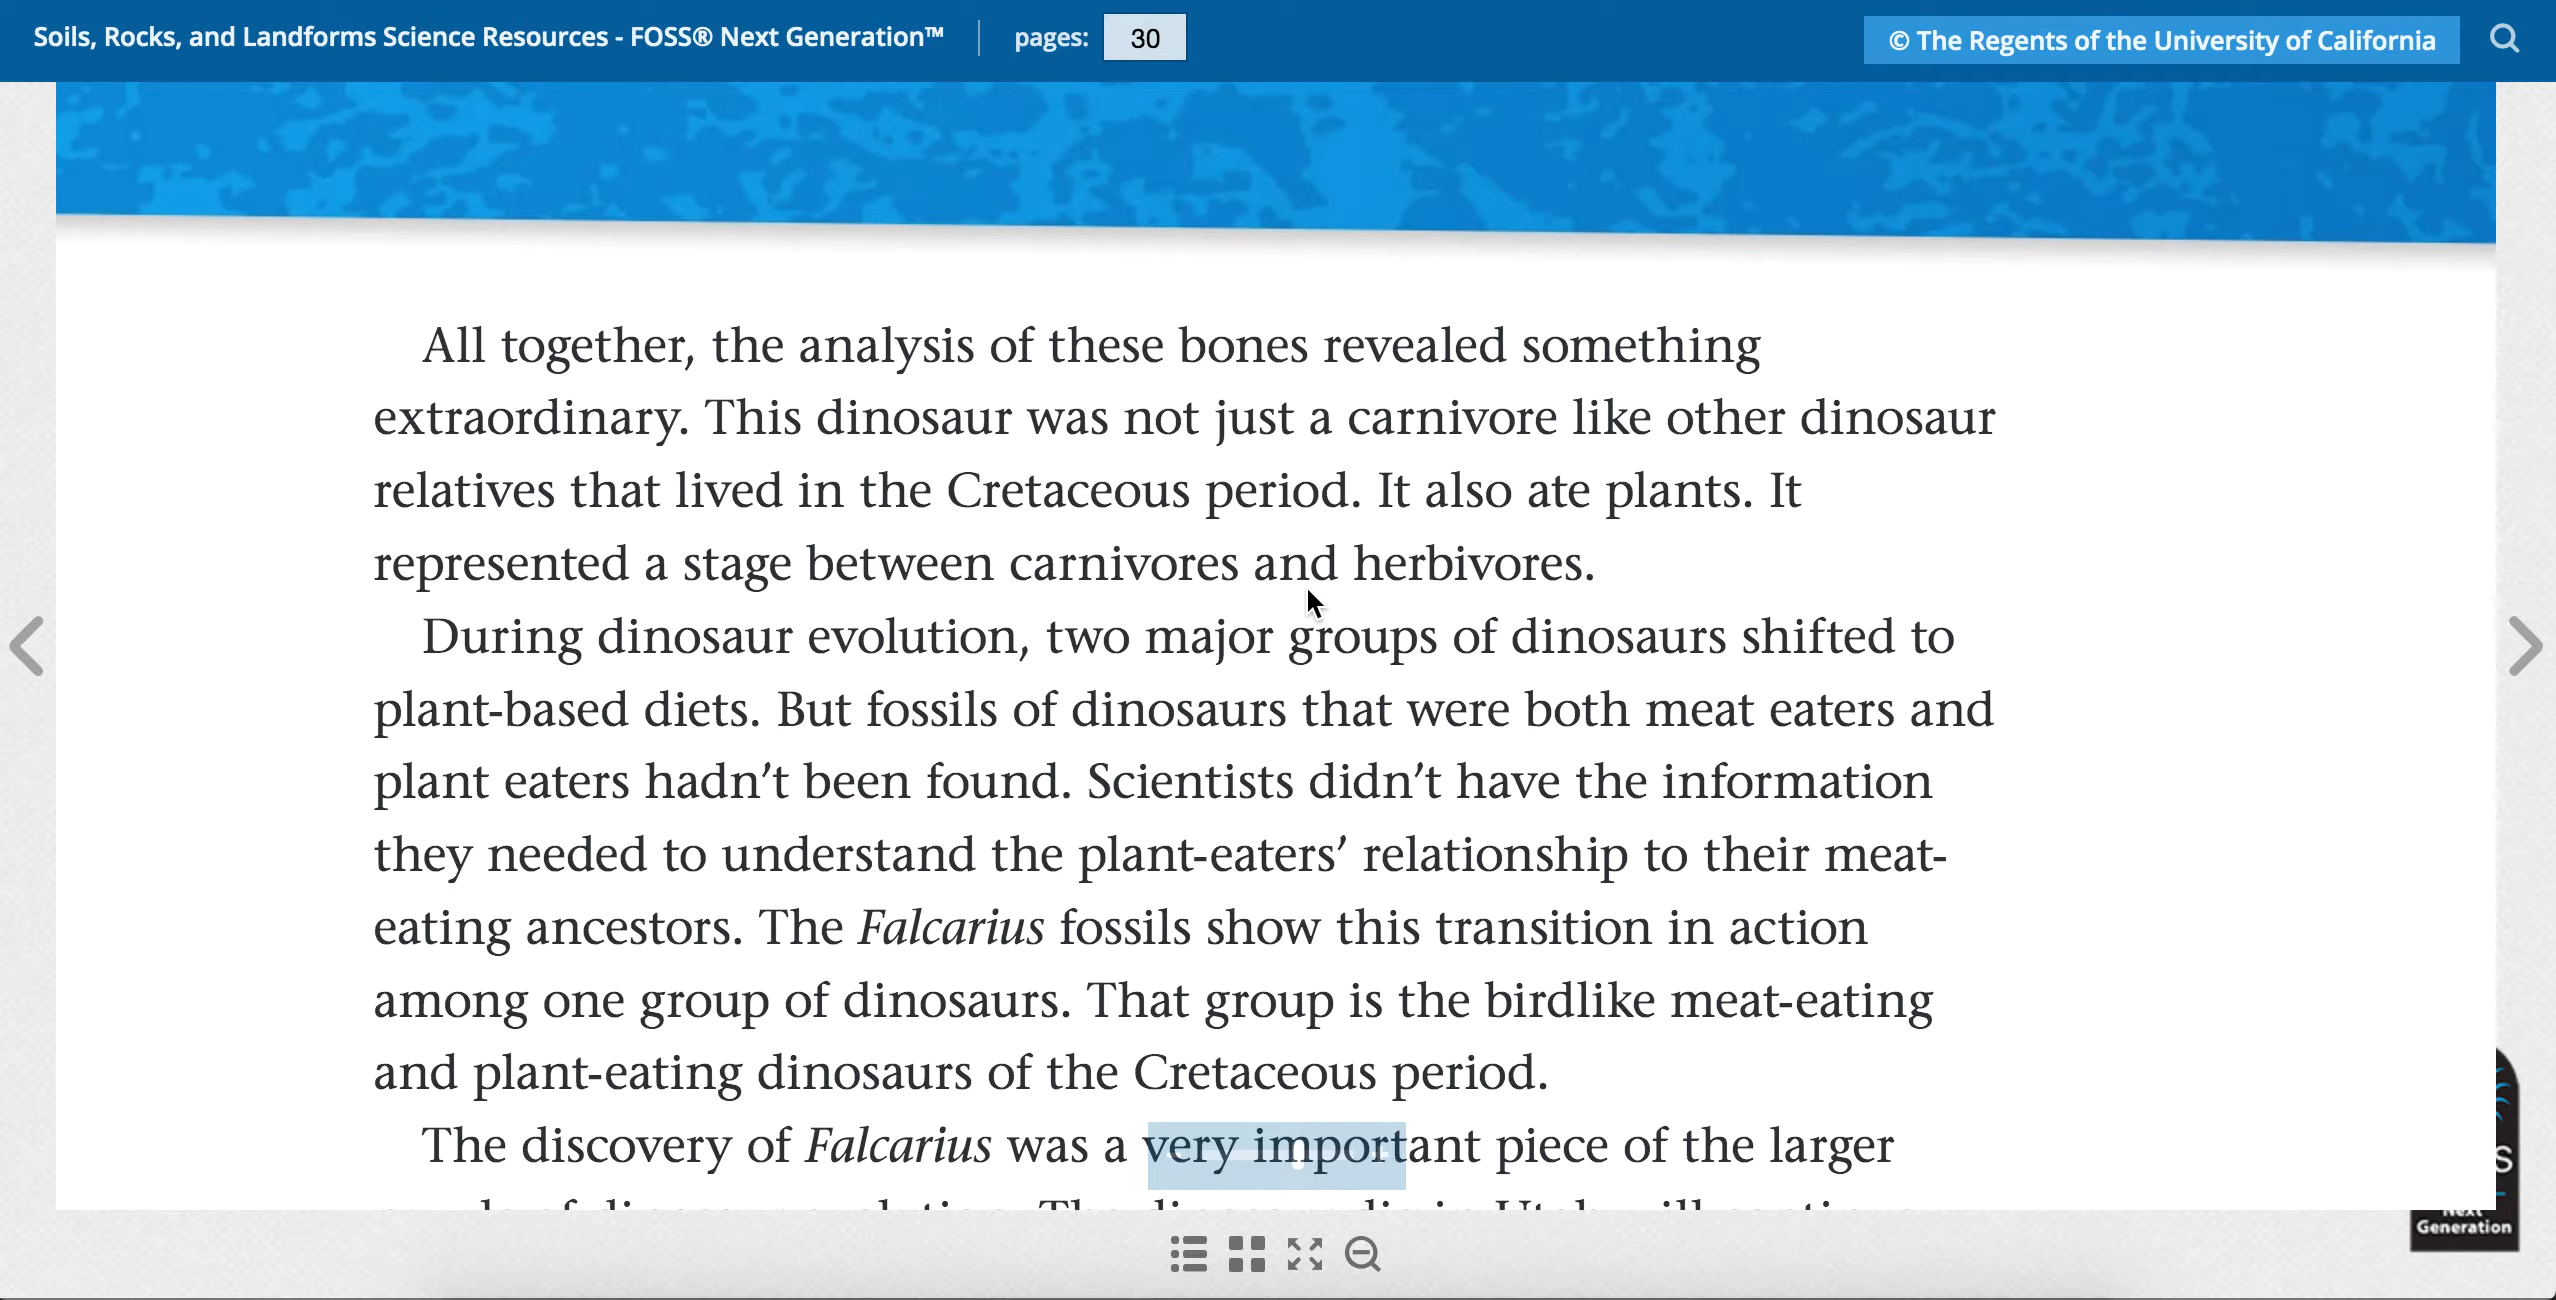 Soils, Rocks, and Landforms Science Resources - FOSS® Next Generation™
pages: 30
© The Regents of the University of California
All together, the analysis of these bones revealed something
extraordinary. This dinosaur was not just a carnivore like other dinosaur
relatives that lived in the Cretaceous period. It also ate plants. It
represented a stage between carnivores and herbivores.
During dinosaur evolution, two major groups of dinosaurs shifted to
plant-based diets. But fossils of dinosaurs that were both meat eaters and
plant eaters hadn’t been found. Scientists didn’t have the information
they needed to understand the plant-eaters’ relationship to their meat-
eating ancestors. The Falcarius fossils show this transition in action
among one group of dinosaurs. That group is the birdlike meat-eating
and plant-eating dinosaurs of the Cretaceous period.
The discovery of Falcarius was a very important piece of the larger
S
Next
Generation